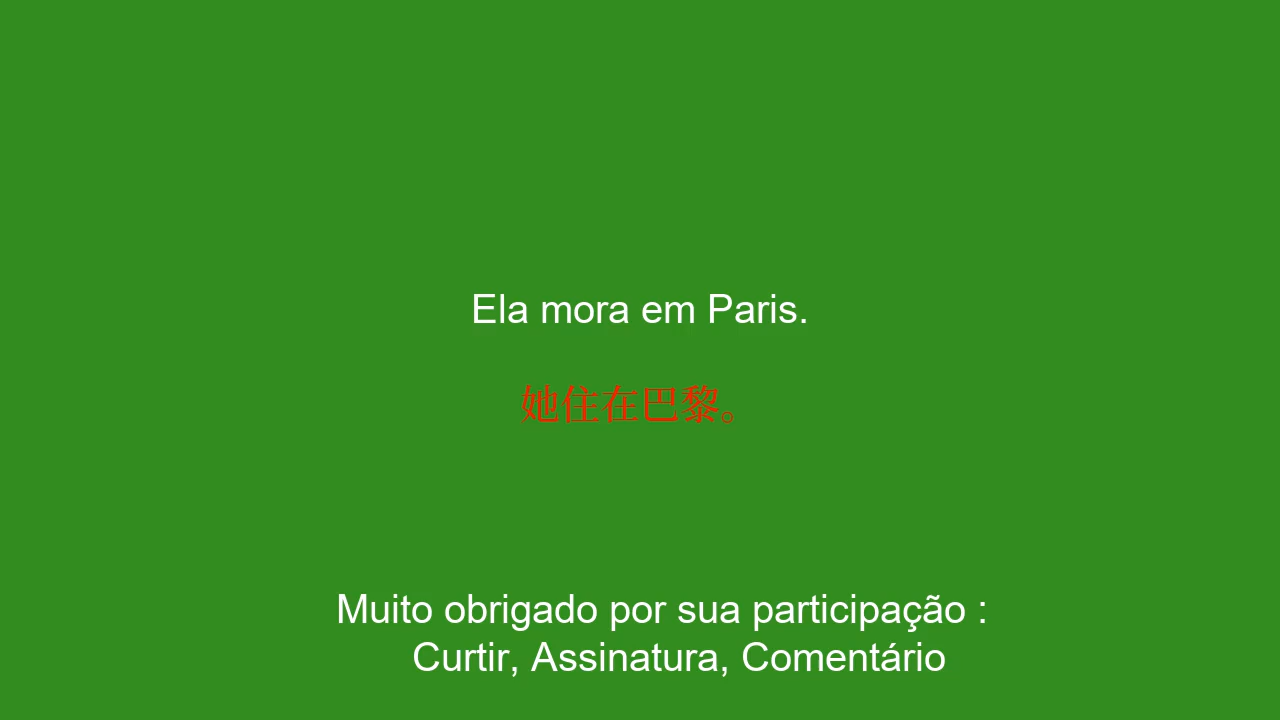 Ela mora em Paris.
她住在巴黎。
Muito obrigado por sua participação :
Curtir, Assinatura, Comentário